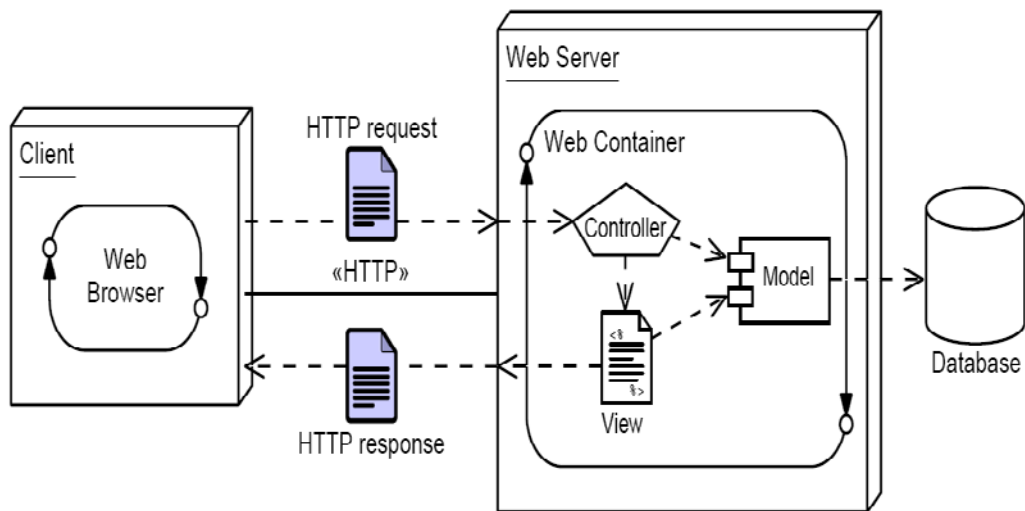 Client
Web
Browser
HTTP request
«HTTP»
HTTP response
Web Server
Web Container
Controller
Model
<%
%>
View
Database